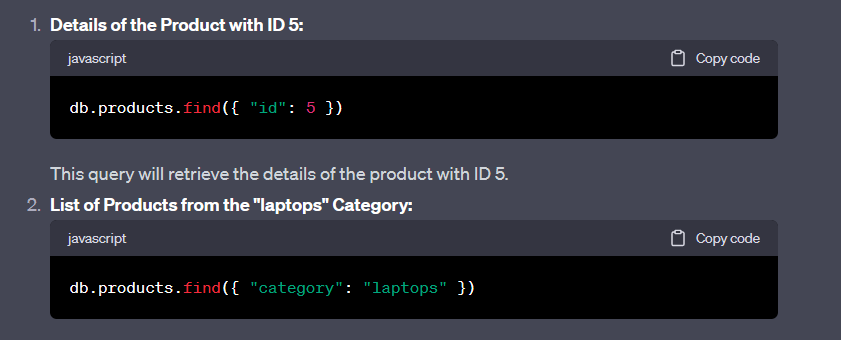 1. Details of the Product with ID 5:
javascript Copy code
db.products.find({ "id": 5 })
This query will retrieve the details of the product with ID 5.
2. List of Products from the "laptops" Category:
javascript Copy code
db.products.find({ "category": "laptops" })